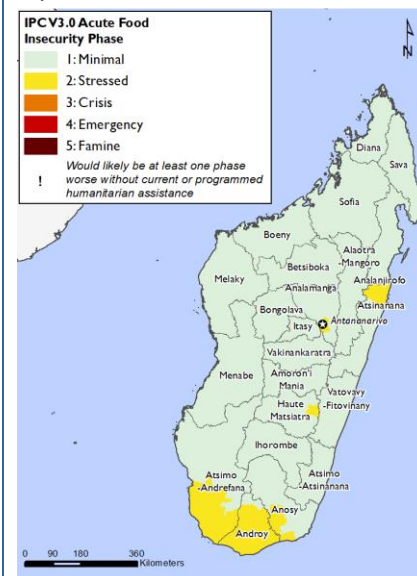 IPC V3.0 Acute Food
Insecurity Phase
1: Minimal
2: Stressed
3: Crisis
4: Emergency
5: Famine
! Would likely be at least one phase
worse without current or programmed
humanitarian assistance
N
Diana
Sava
Sofia
Boeny
Alaotra
-Mangoro
Betsiboka
Melaky
Analanjirofo
Analamanga
Bongolava
Atsinanana
Itasy
Antananarivo
Vakinankaratra
Menabe
Amoron'i
Mania
Vatovavy
-Fitovinany
Haute
Matsiatra
Ihorombe
Atsimo
-Andrefana
Atsimo
-Atsinanana
Anosy
Androy
0 90 180 360
Kilometers